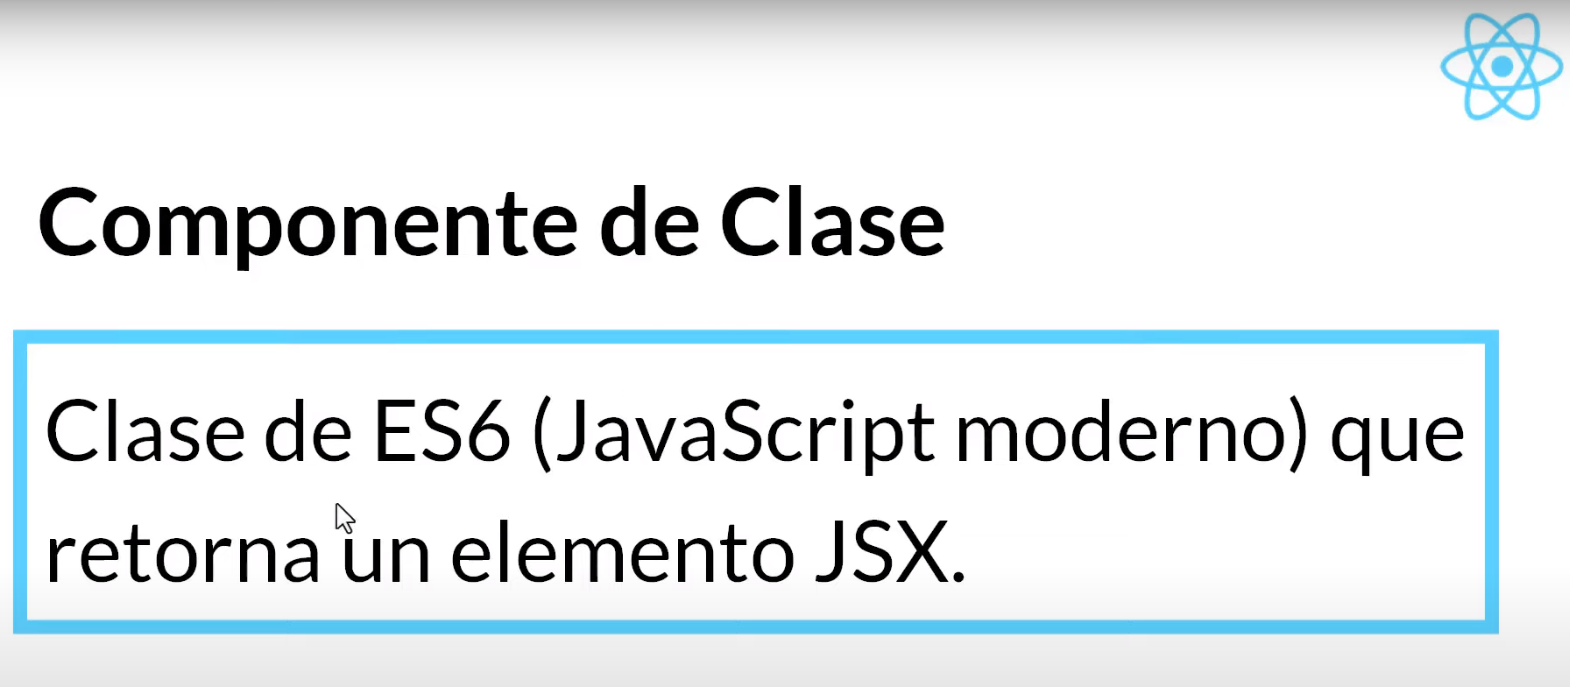 Componente de Clase
Clase de ES6 (JavaScript moderno) que
retorna un elemento JSX.